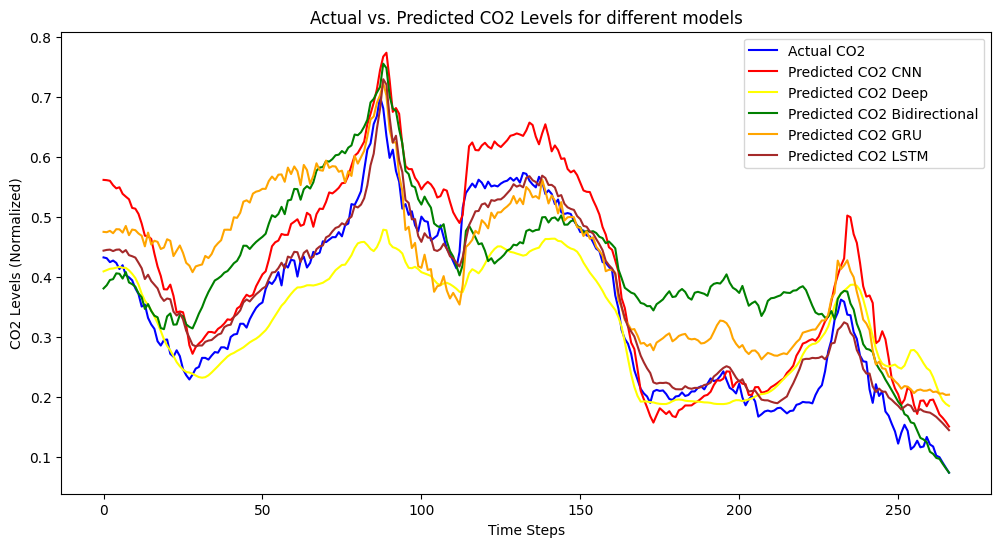 Actual vs. Predicted CO2 Levels for different models
CO2 Levels (Normalized)
0.8
0.7
0.6
0.5
0.4
0.3
0.2
0.1
Actual CO2
Predicted CO2 CNN
Predicted CO2 Deep
Predicted CO2 Bidirectional
Predicted CO2 GRU
Predicted CO2 LSTM
0 50 100 150 200 250
Time Steps